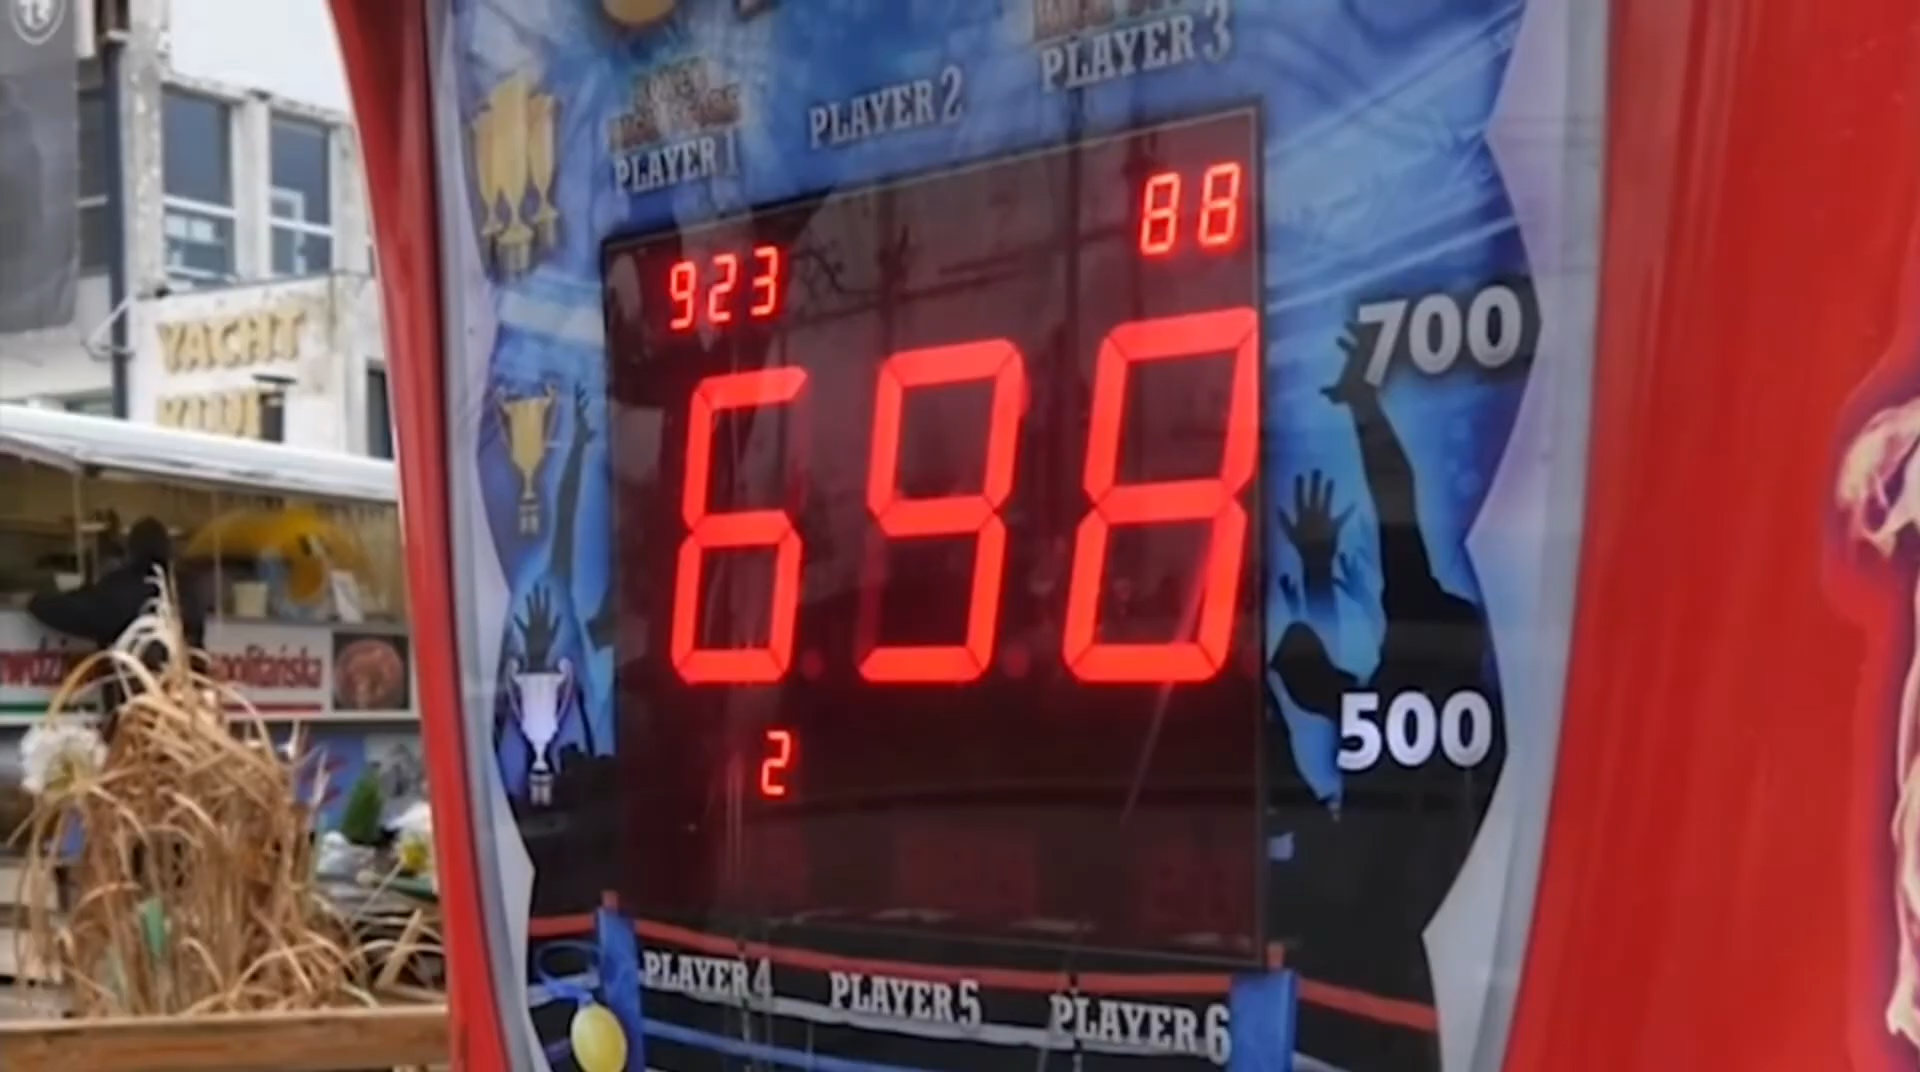 PLAYER 3
PLAYER 2
PLAYER 1
88
923
698
700
500
2
YACHT
politańska
PLAYER 4
PLAYER 5
PLAYER 6